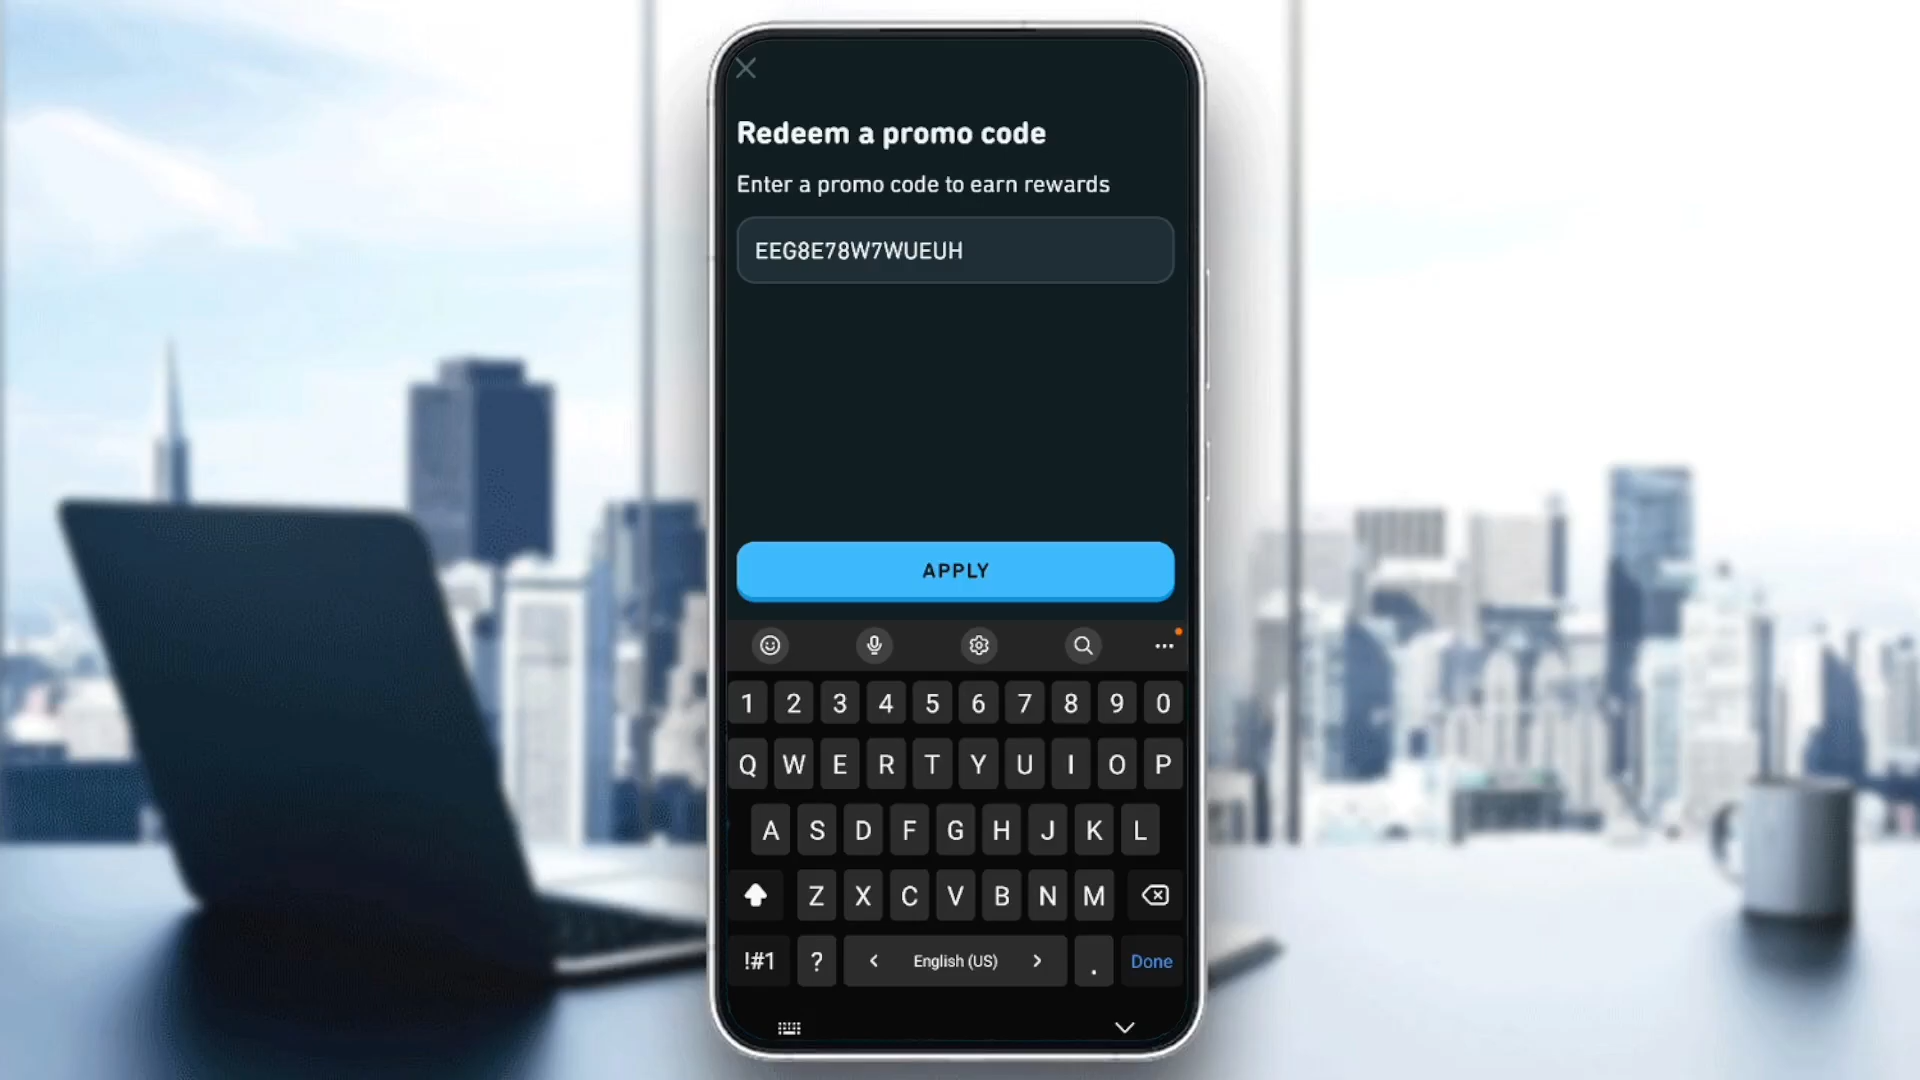 Redeem a promo code
Enter a promo code to earn rewards
EEG8E78W7WUEUH
APPLY
1 2 3 4 5 6 7 8 9 0
Q W E R T Y U I O P
A S D F G H J K L
Z X C V B N M
!#1 ? < English (US) > . Done